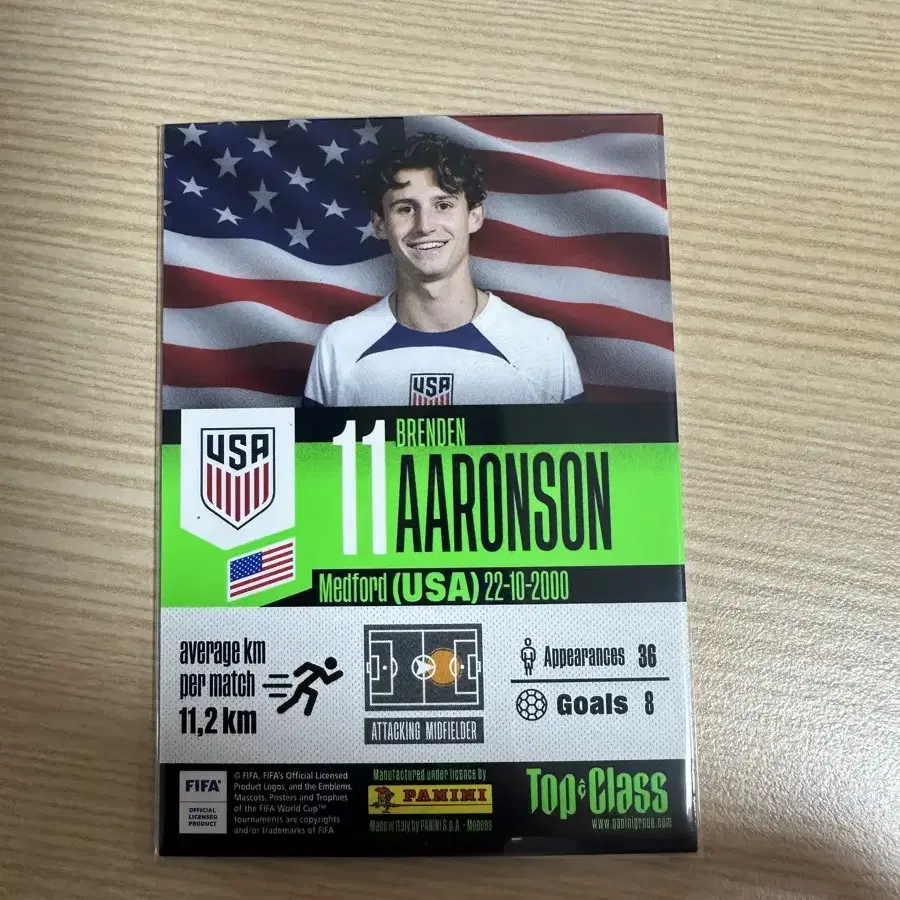 USA
USA
11
BRENDEN
AARONSON
Medford (USA) 22-10-2000
average km
per match
11,2 km
ATTACKING MIDFIELDER
Appearances 36
Goals 8
FIFA®
OFFICIAL
LICENSED
PRODUCT
© FIFA, FIFA's Official Licensed
Product Logos, and the Emblems,
Mascots, Posters and Trophies
of the FIFA World Cup™
tournaments are copyrights
and/or trademarks of FIFA
Manufactured under licence by
PANINI
Made in Italy by PANINI S.p.A. - Modena
Top Class
www.paninigroup.com